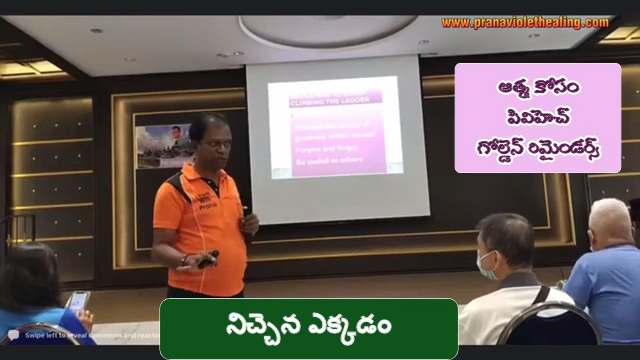 www.pranaviolethealing.com
ఆత్మ కోసం
పివిహెచ్
గోల్డెన్ రిమైండర్స్
CLIMBING THE LADDER
Forgive and forget
Be useful to others
నిచ్చెన ఎక్కడం
Swipe left to reveal comments and reactions